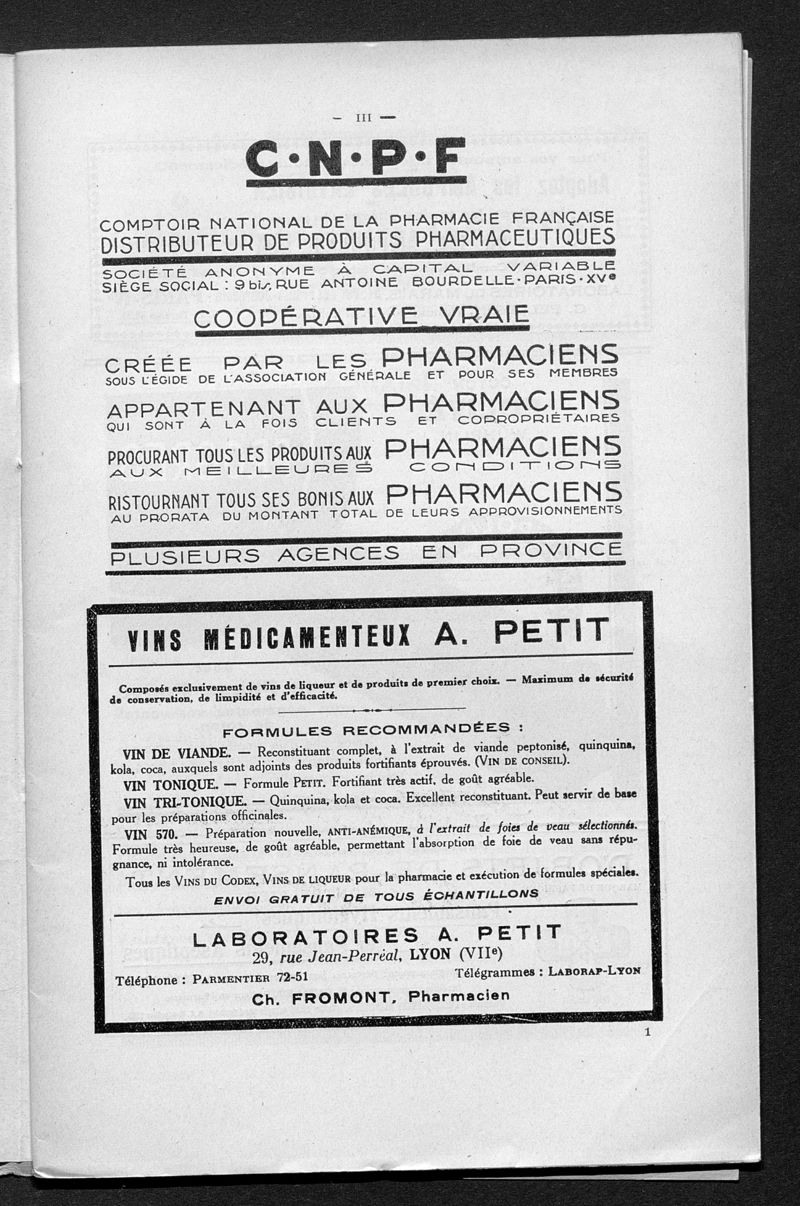 — III —
C·N·P·F
COMPTOIR NATIONAL DE LA PHARMACIE FRANÇAISE
DISTRIBUTEUR DE PRODUITS PHARMACEUTIQUES
SOCIÉTÉ ANONYME À CAPITAL VARIABLE
SIÈGE SOCIAL : 9 bis, RUE ANTOINE BOURDELLE · PARIS · XVe
COOPÉRATIVE VRAIE
CRÉÉE PAR LES PHARMACIENS
SOUS L'ÉGIDE DE L'ASSOCIATION GÉNÉRALE ET POUR SES MEMBRES
APPARTENANT AUX PHARMACIENS
QUI SONT À LA FOIS CLIENTS ET COPROPRIÉTAIRES
PROCURANT TOUS LES PRODUITS AUX PHARMACIENS
AUX MEILLEURES CONDITIONS
RISTOURNANT TOUS SES BONIS AUX PHARMACIENS
AU PRORATA DU MONTANT TOTAL DE LEURS APPROVISIONNEMENTS
PLUSIEURS AGENCES EN PROVINCE
VINS MÉDICAMENTEUX A. PETIT
Composés exclusivement de vins de liqueur et de produits de premier choix. — Maximum de sécurité
de conservation, de limpidité et d'efficacité.
FORMULES RECOMMANDÉES :
VIN DE VIANDE. — Reconstituant complet, à l'extrait de viande peptonisé, quinquina,
kola, coca, auxquels sont adjoints des produits fortifiants éprouvés. (VIN DE CONSEIL).
VIN TONIQUE. — Formule PETIT. Fortifiant très actif, de goût agréable.
VIN TRI-TONIQUE. — Quinquina, kola et coca. Excellent reconstituant. Peut servir de base
pour les préparations officinales.
VIN 570. — Préparation nouvelle, ANTI-ANÉMIQUE, à l'extrait de foies de veau sélectionnés.
Formule très heureuse, de goût agréable, permettant l'absorption de foie de veau sans répu-
gnance, ni intolérance.
Tous les VINS DU CODEX, VINS DE LIQUEUR pour la pharmacie et exécution de formules spéciales.
ENVOI GRATUIT DE TOUS ÉCHANTILLONS
LABORATOIRES A. PETIT
29, rue Jean-Perréal, LYON (VIIe)
Téléphone : PARMENTIER 72-51 Télégrammes : LABORAP-LYON
Ch. FROMONT, Pharmacien
1